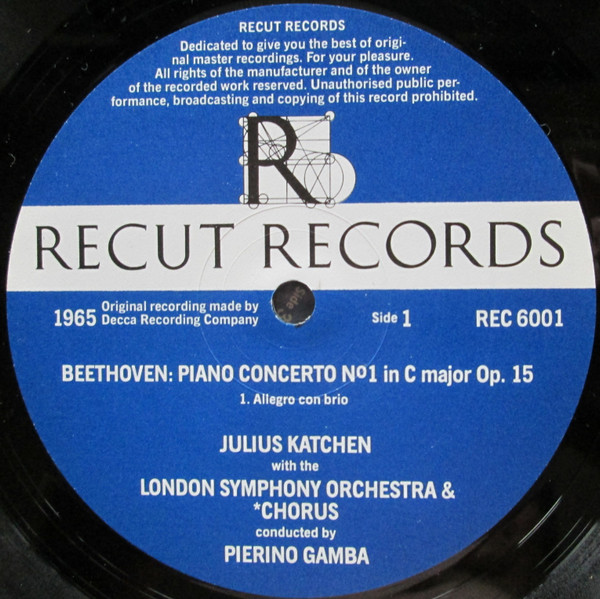 RECUT RECORDS
Dedicated to give you the best of origi-
nal master recordings. For your pleasure.
All rights of the manufacturer and of the owner
of the recorded work reserved. Unauthorised public per-
formance, broadcasting and copying of this record prohibited.
R
RECUT RECORDS
1965 Original recording made by
Decca Recording Company
Side 1
REC 6001
BEETHOVEN: PIANO CONCERTO Nº1 in C major Op. 15
1. Allegro con brio
JULIUS KATCHEN
with the
LONDON SYMPHONY ORCHESTRA &
*CHORUS
conducted by
PIERINO GAMBA